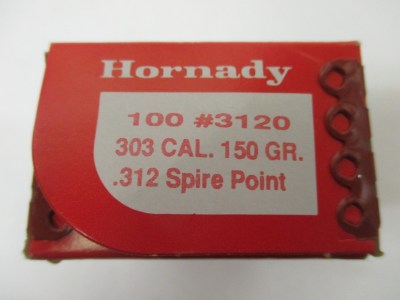 Hornady
100 #3120
303 CAL. 150 GR.
.312 Spire Point